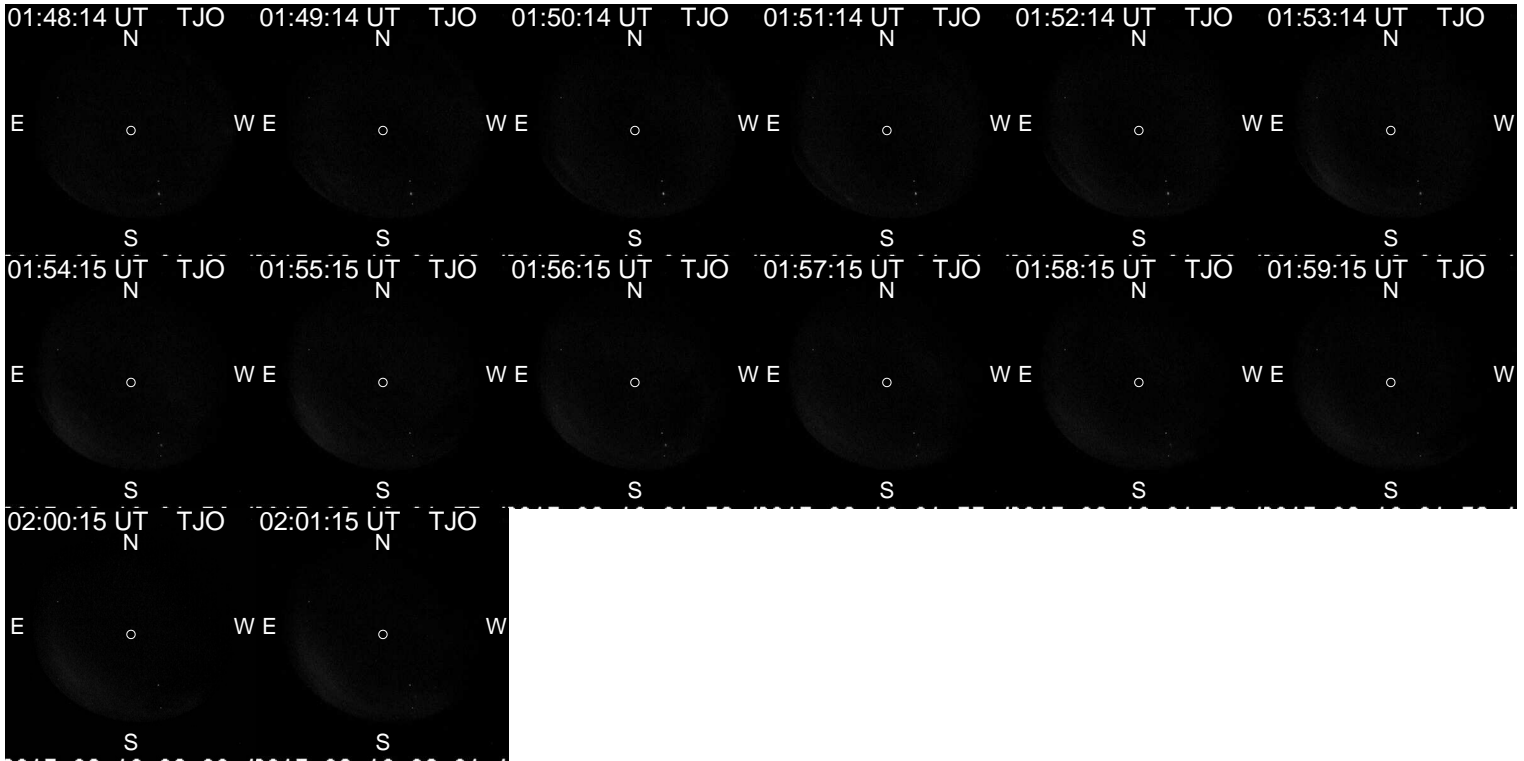 01:48:14 UT TJO 01:49:14 UT TJO 01:50:14 UT TJO 01:51:14 UT TJO 01:52:14 UT TJO 01:53:14 UT TJO
N N N N N N
E W E W E W E W E W E W
S S S S S S
01:54:15 UT TJO 01:55:15 UT TJO 01:56:15 UT TJO 01:57:15 UT TJO 01:58:15 UT TJO 01:59:15 UT TJO
N N N N N N
E W E W E W E W E W E W
S S S S S S
02:00:15 UT TJO 02:01:15 UT TJO
N N
E W E W
S S